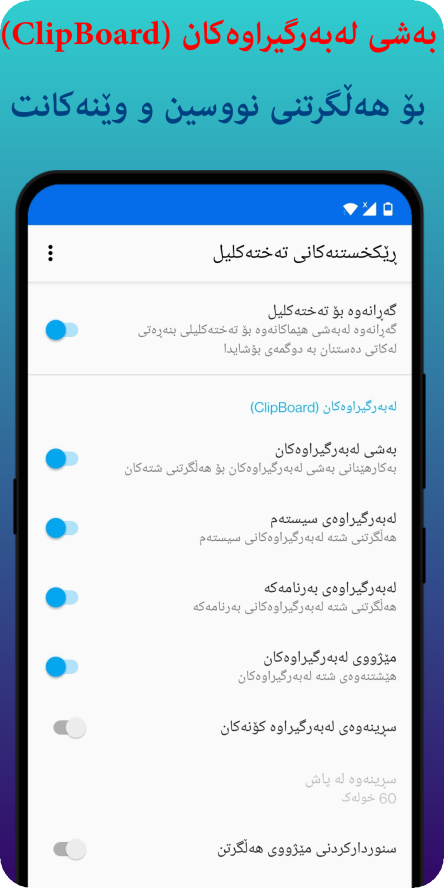 بەشی لەبەرگیراوەکان (ClipBoard)
بۆ هەڵگرتنی نووسین و وێنەکانت
ڕێکخستنەکانی تەختەکلیل
گەڕانەوە بۆ تەختەکلیل
گەڕانەوە لەبەشی هێماکانەوە بۆ تەختەکلیلی بنەڕەتی
لەکاتی دەستنان بە دوگمەی بۆشایدا
لەبەرگیراوەکان (ClipBoard)
بەشی لەبەرگیراوەکان
بەکارهێنانی بەشی لەبەرگیراوەکان بۆ هەڵگرتنی شتەکان
لەبەرگیراوەی سیستەم
هەڵگرتنی شتە لەبەرگیراوەکانی سیستەم
لەبەرگیراوەی بەرنامەکە
هەڵگرتنی شتە لەبەرگیراوەکانی بەرنامەکە
مێژووی لەبەرگیراوەکان
هێشتنەوەی شتە لەبەرگیراوەکان
سڕینەوەی لەبەرگیراوە کۆنەکان
سڕینەوە لە پاش
60 خولەک
سنووردارکردنی مێژووی هەڵگرتن